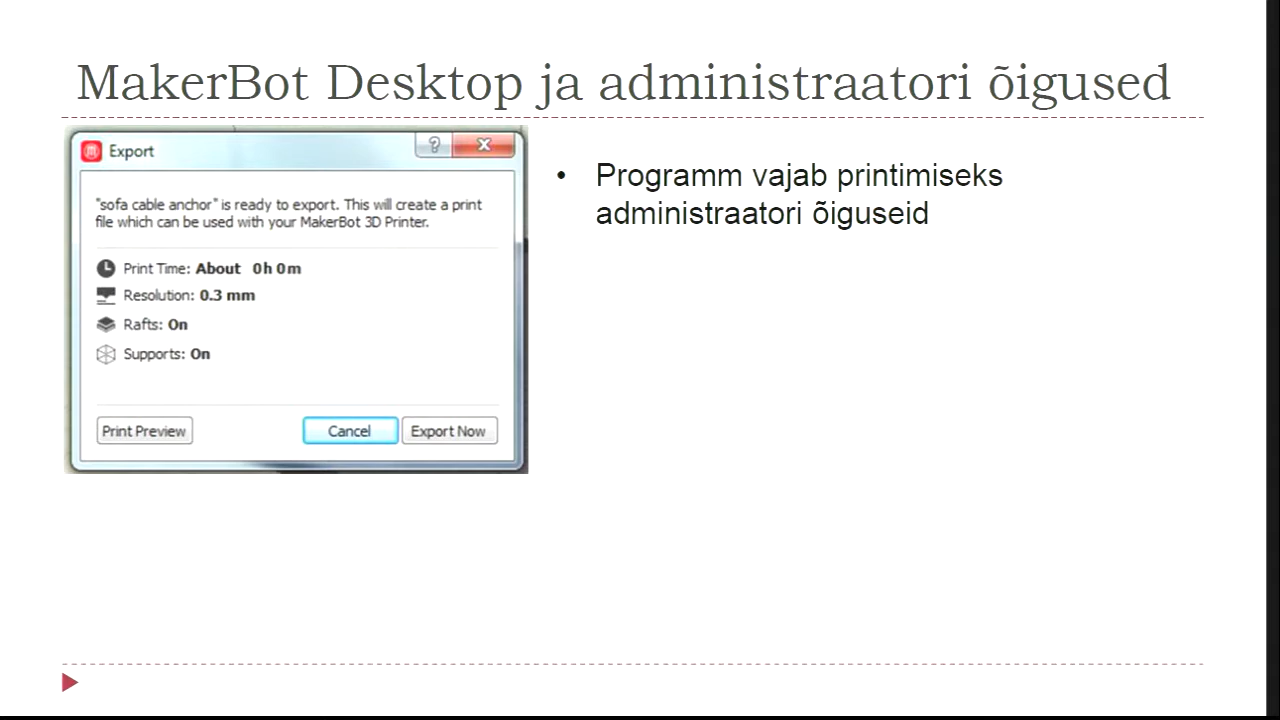 MakerBot Desktop ja administraatori õigused
Export
?
"sofa cable anchor" is ready to export. This will create a print
file which can be used with your MakerBot 3D Printer.
Print Time: About 0h 0m
Resolution: 0.3 mm
Rafts: On
Supports: On
Print Preview
Cancel
Export Now
• Programm vajab printimiseks
administraatori õiguseid